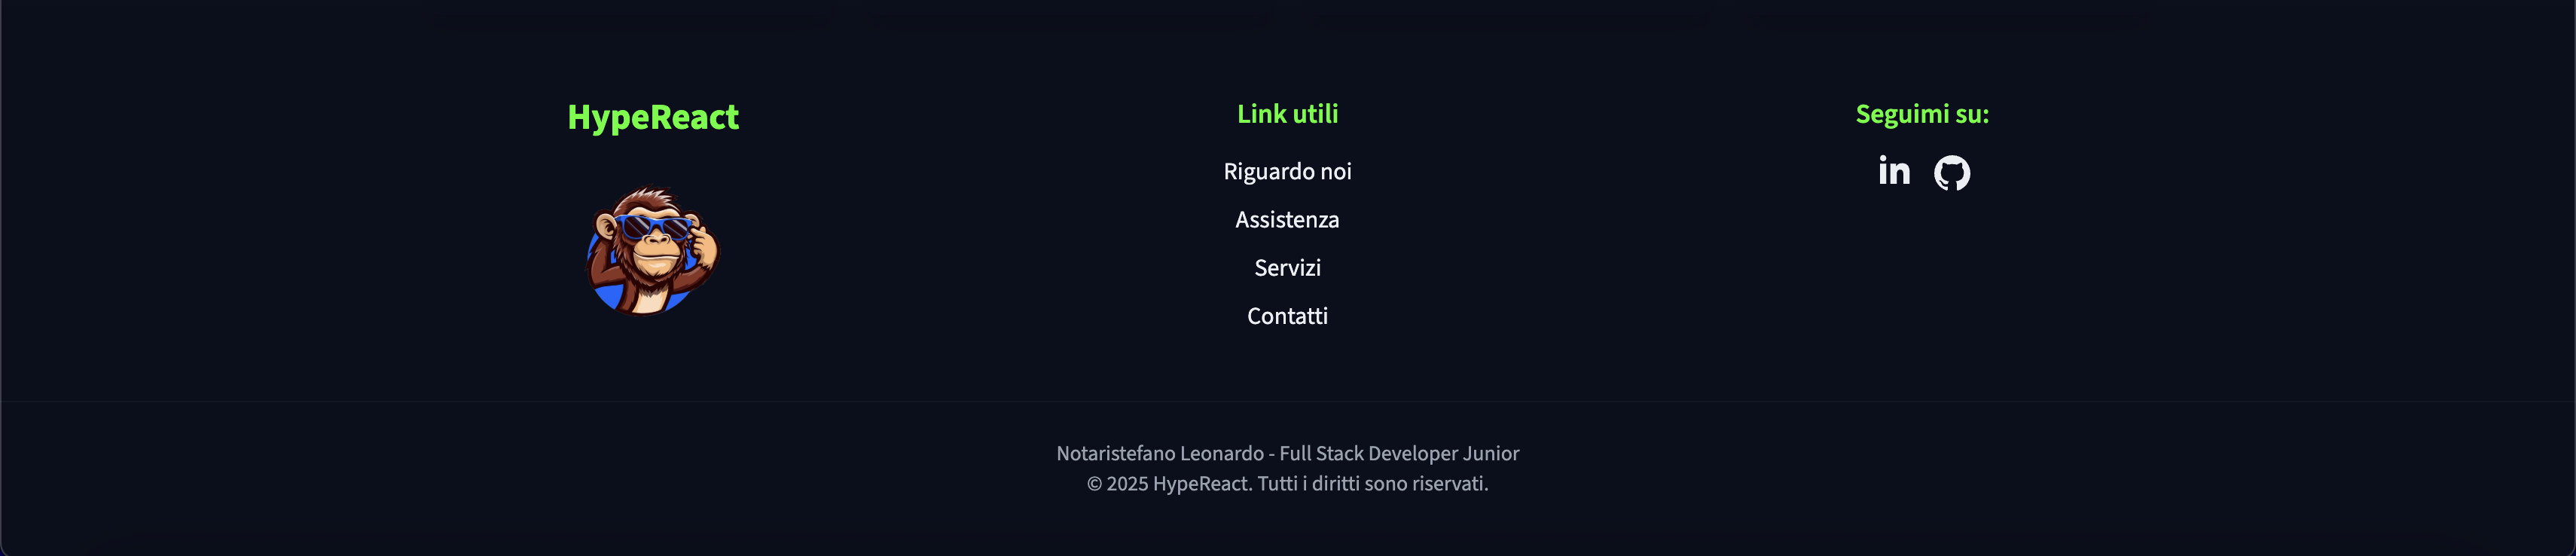 HypeReact
Link utili
Riguardo noi
Assistenza
Servizi
Contatti
Seguimi su:
in
Notaristefano Leonardo - Full Stack Developer Junior
© 2025 HypeReact. Tutti i diritti sono riservati.